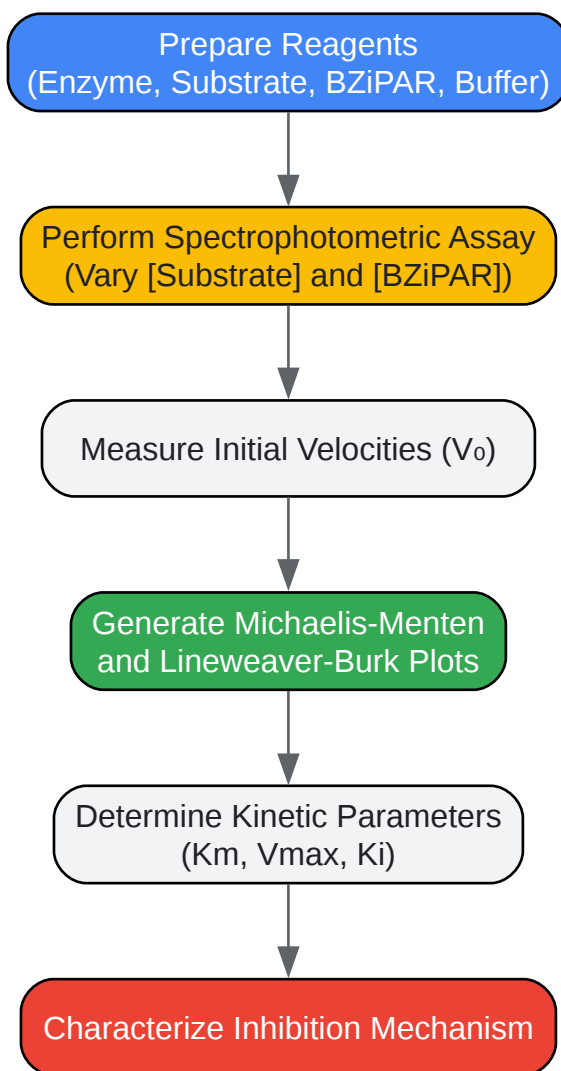 Prepare Reagents
(Enzyme, Substrate, BZiPAR, Buffer)
Perform Spectrophotometric Assay
(Vary [Substrate] and [BZiPAR])
Measure Initial Velocities (V₀)
Generate Michaelis-Menten
and Lineweaver-Burk Plots
Determine Kinetic Parameters
(Km, Vmax, Ki)
Characterize Inhibition Mechanism